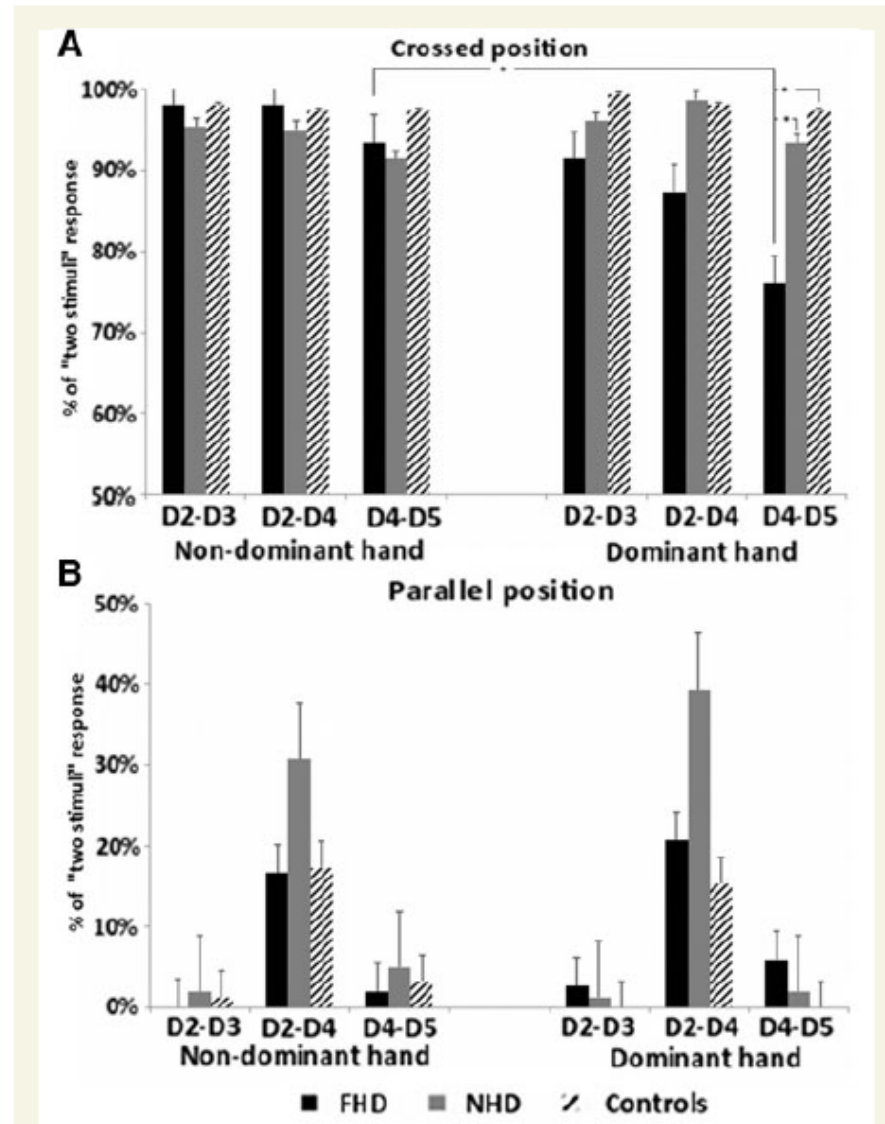 A
Crossed position
100%
90%
80%
70%
60%
50%
% of "two stimuli" response
* * *
D2-D3 D2-D4 D4-D5 D2-D3 D2-D4 D4-D5
Non-dominant hand Dominant hand
B
Parallel position
50%
40%
30%
20%
10%
0%
% of "two stimuli" response
D2-D3 D2-D4 D4-D5 D2-D3 D2-D4 D4-D5
Non-dominant hand Dominant hand
FHD NHD Controls